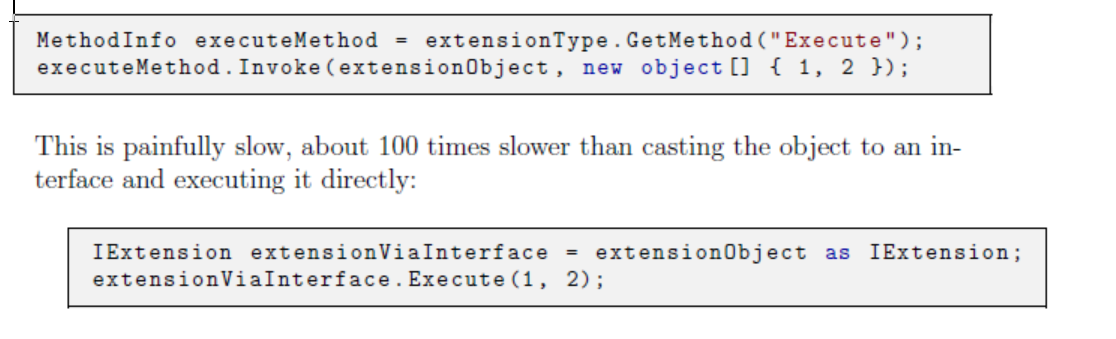 MethodInfo executeMethod = extensionType.GetMethod("Execute");
executeMethod.Invoke(extensionObject, new object[] { 1, 2 });
This is painfully slow, about 100 times slower than casting the object to an in-
terface and executing it directly:
IExtension extensionViaInterface = extensionObject as IExtension;
extensionViaInterface.Execute(1, 2);